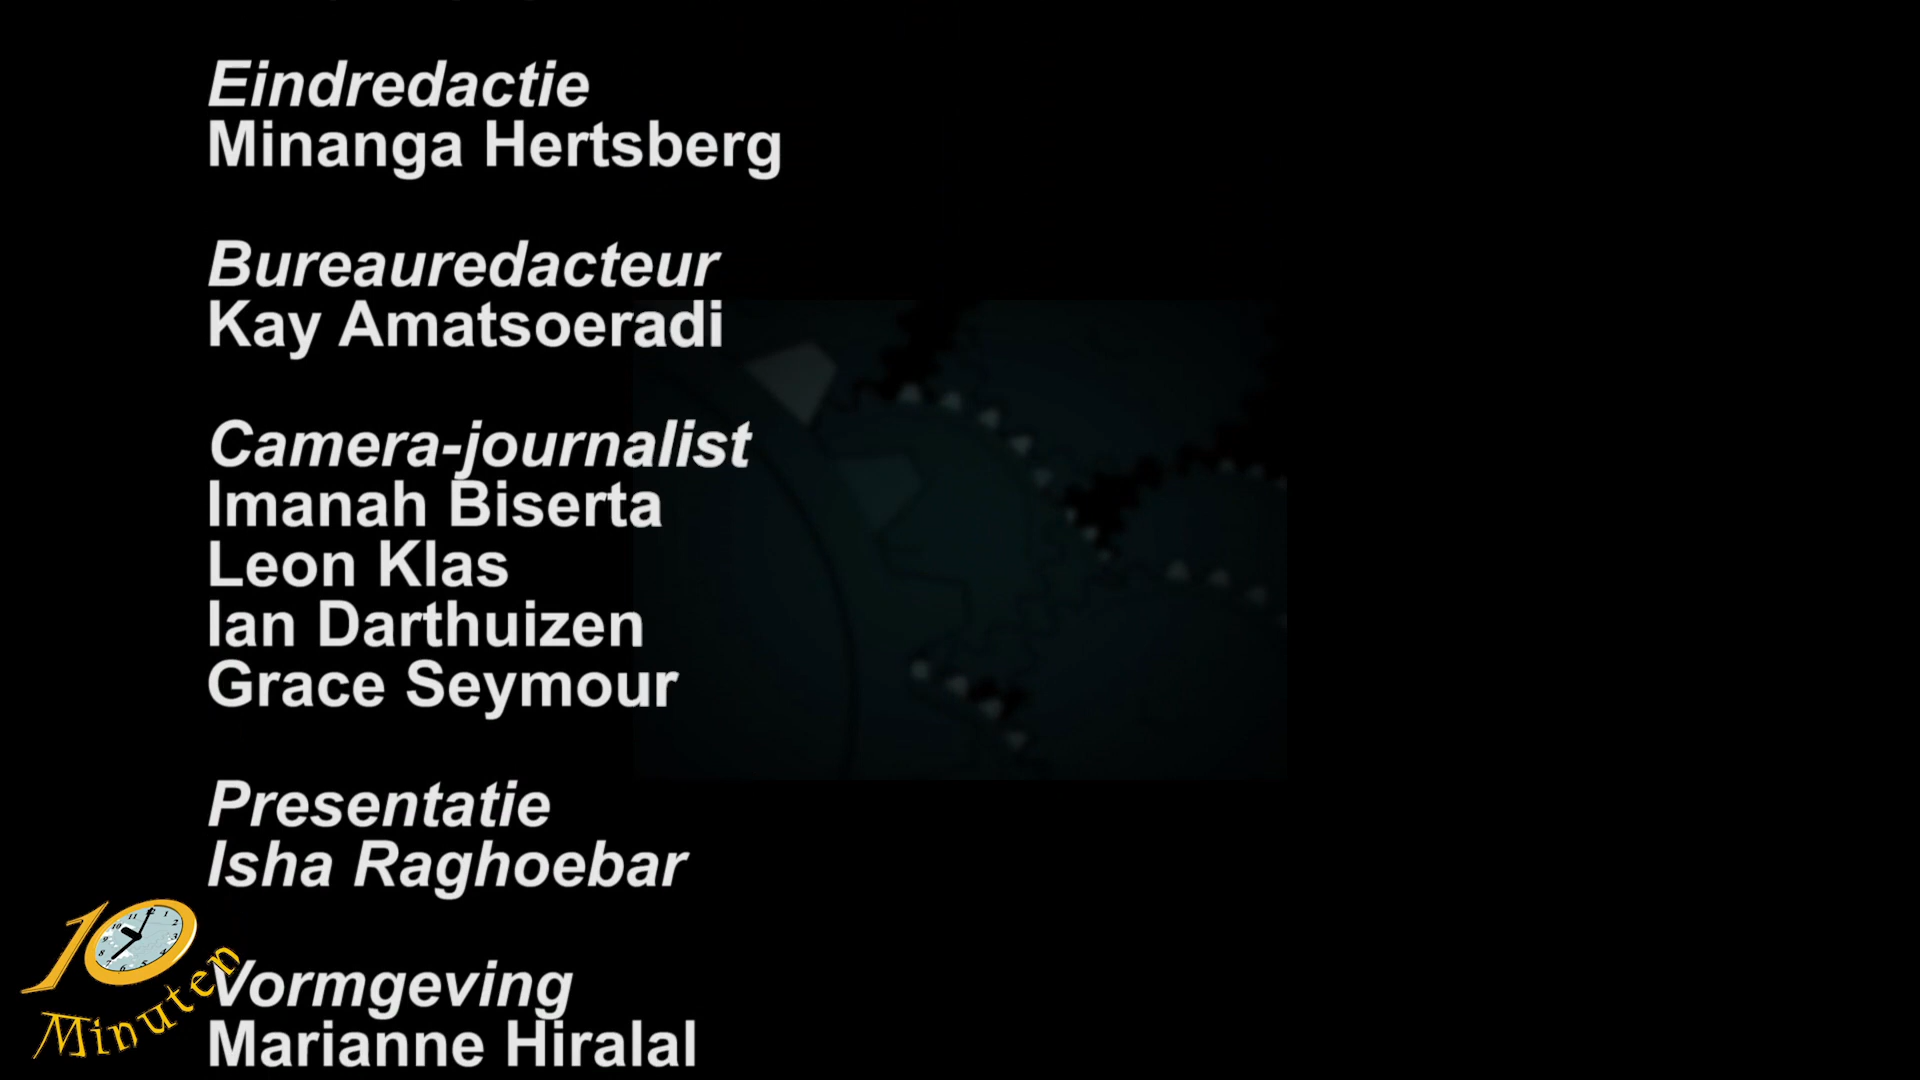 Eindredactie
Minanga Hertsberg
Bureauredacteur
Kay Amatsoeradi
Camera-journalist
Imanah Biserta
Leon Klas
Ian Darthuizen
Grace Seymour
Presentatie
Isha Raghoebar
Vormgeving
Marianne Hiralal
10
Minuten